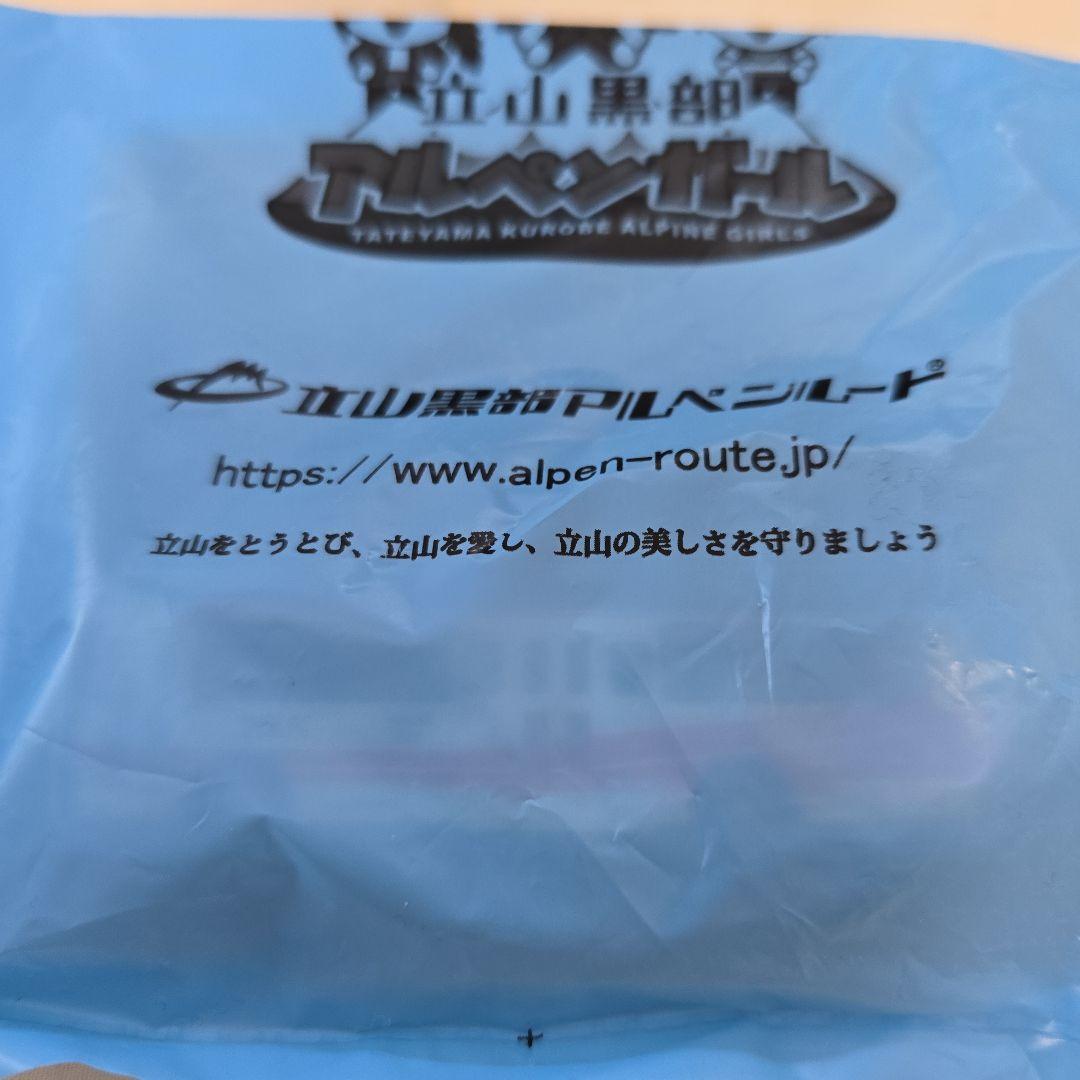 立山黒部
アルペンガール
TATEYAMA KUROBE ALPINE GIRLS
立山黒部アルペンルート®
https://www.alpen-route.jp/
立山をとうとび、立山を愛し、立山の美しさを守りましょう